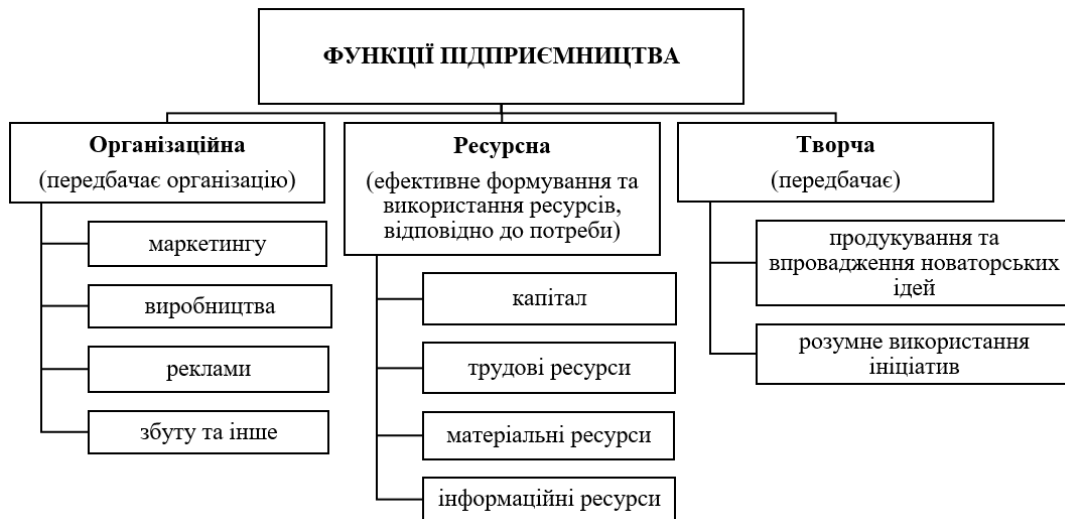 ФУНКЦІЇ ПІДПРИЄМНИЦТВА
Організаційна
(передбачає організацію)
маркетингу
виробництва
реклами
збуту та інше
Ресурсна
(ефективне формування та
використання ресурсів,
відповідно до потреби)
капітал
трудові ресурси
матеріальні ресурси
інформаційні ресурси
Творча
(передбачає)
продукування та
впровадження новаторських
ідей
розумне використання
ініціатив